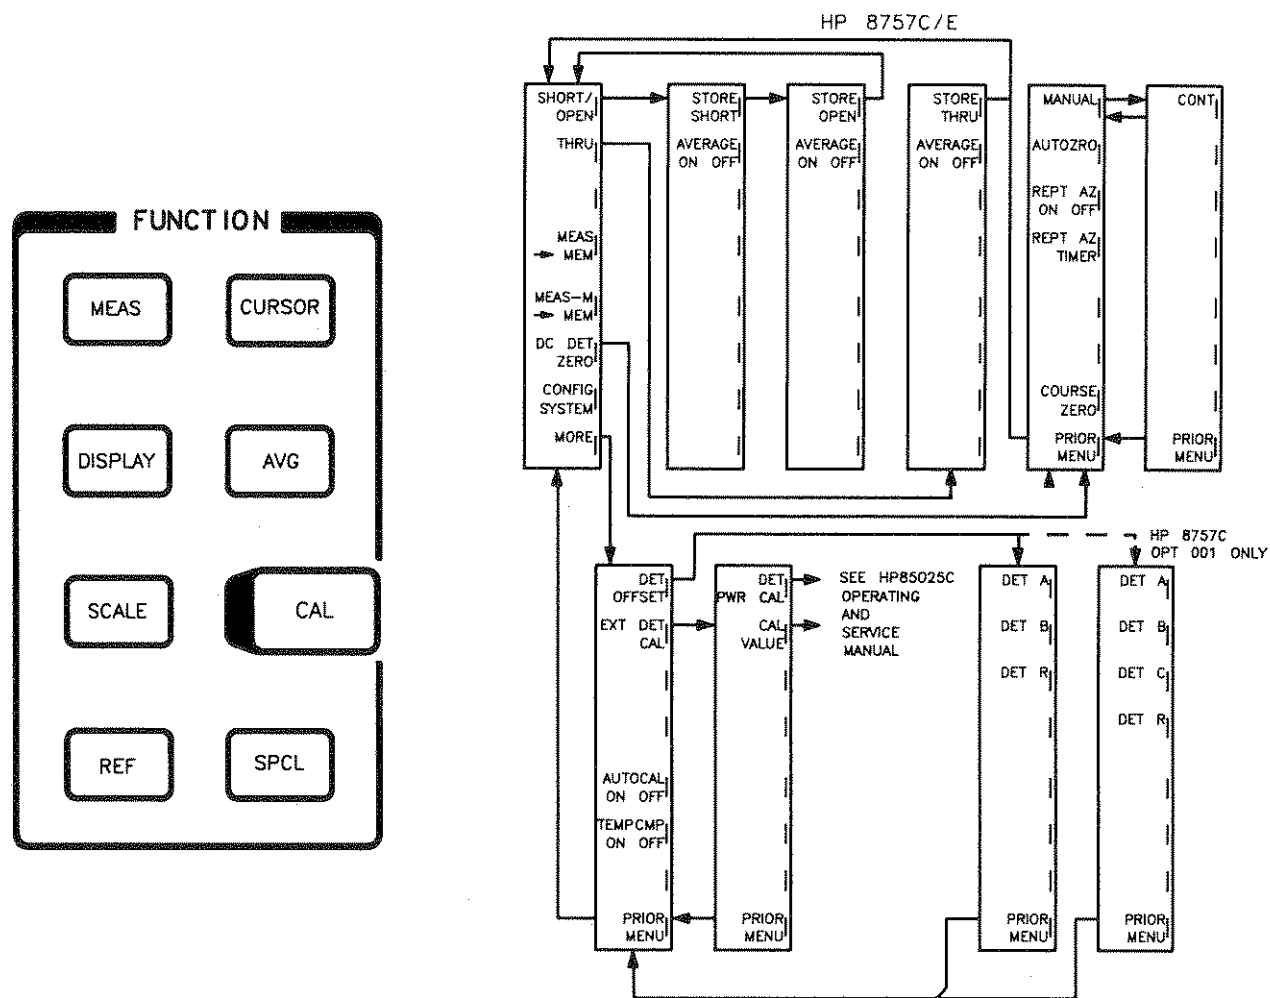 HP 8757C/E
FUNCTION
MEAS
CURSOR
DISPLAY
AVG
SCALE
CAL
REF
SPCL
SHORT/
OPEN
THRU
MEAS
MEM
MEAS-M
MEM
DC DET
ZERO
CONFIG
SYSTEM
MORE
STORE
SHORT
AVERAGE
ON OFF
STORE
OPEN
AVERAGE
ON OFF
STORE
THRU
AVERAGE
ON OFF
MANUAL
AUTOZRO
REPT AZ
ON OFF
REPT AZ
TIMER
COURSE
ZERO
PRIOR
MENU
CONT
PRIOR
MENU
DET
OFFSET
EXT DET
CAL
AUTOCAL
ON OFF
TEMPCMP
ON OFF
PRIOR
MENU
DET
PWR CAL
CAL
VALUE
PRIOR
MENU
SEE HP85025C
OPERATING
AND
SERVICE
MANUAL
DET A
DET B
DET R
PRIOR
MENU
HP 8757C
OPT 001 ONLY
DET A
DET B
DET C
DET R
PRIOR
MENU